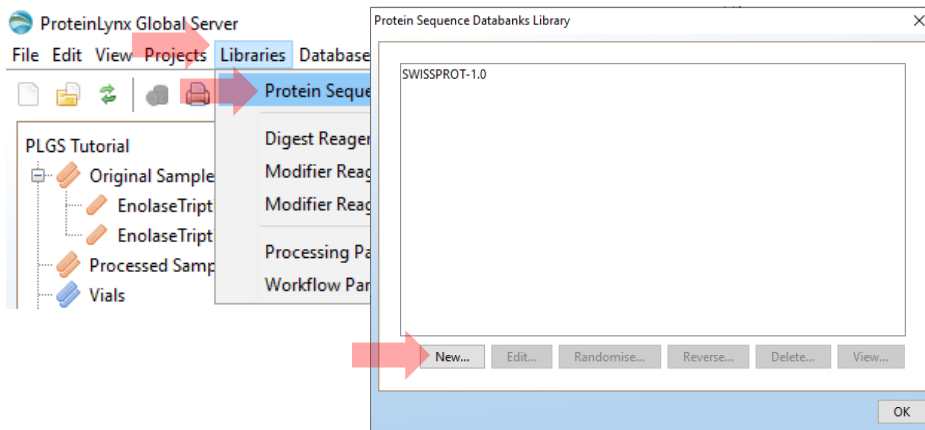 ProteinLynx Global Server
File Edit View Projects Libraries Database
Protein Seque
Digest Reager
Modifier Reag
Modifier Reag
Processing Pa
Workflow Par
PLGS Tutorial
Original Sample
EnolaseTript
EnolaseTript
Processed Samp
Vials
Protein Sequence Databanks Library
SWISSPROT-1.0
New... Edit... Randomise... Reverse... Delete... View...
OK